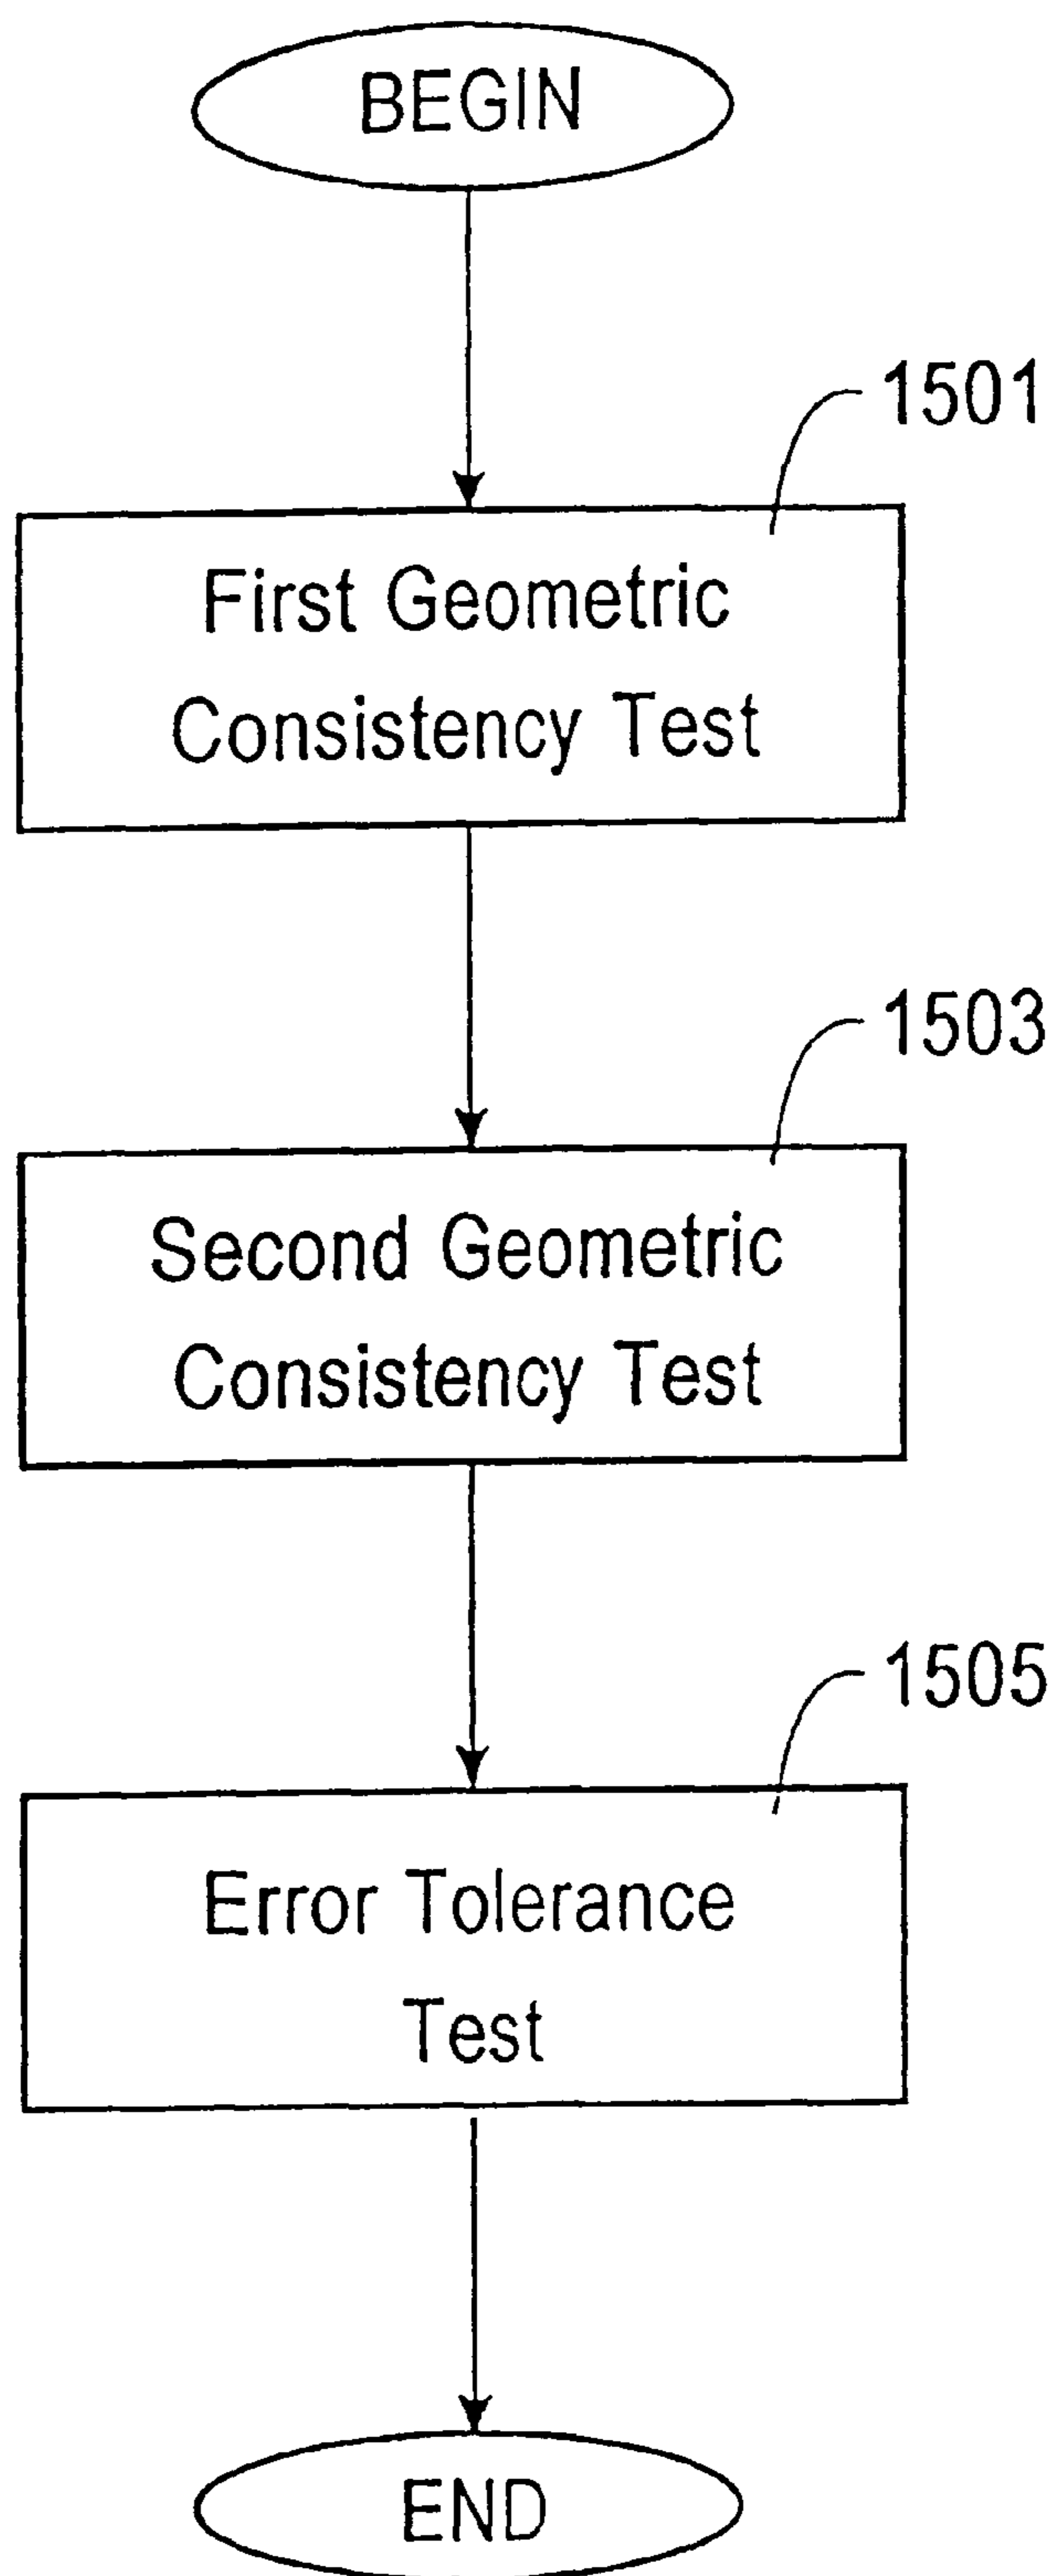 BEGIN
1501
First Geometric
Consistency Test
1503
Second Geometric
Consistency Test
1505
Error Tolerance
Test
END